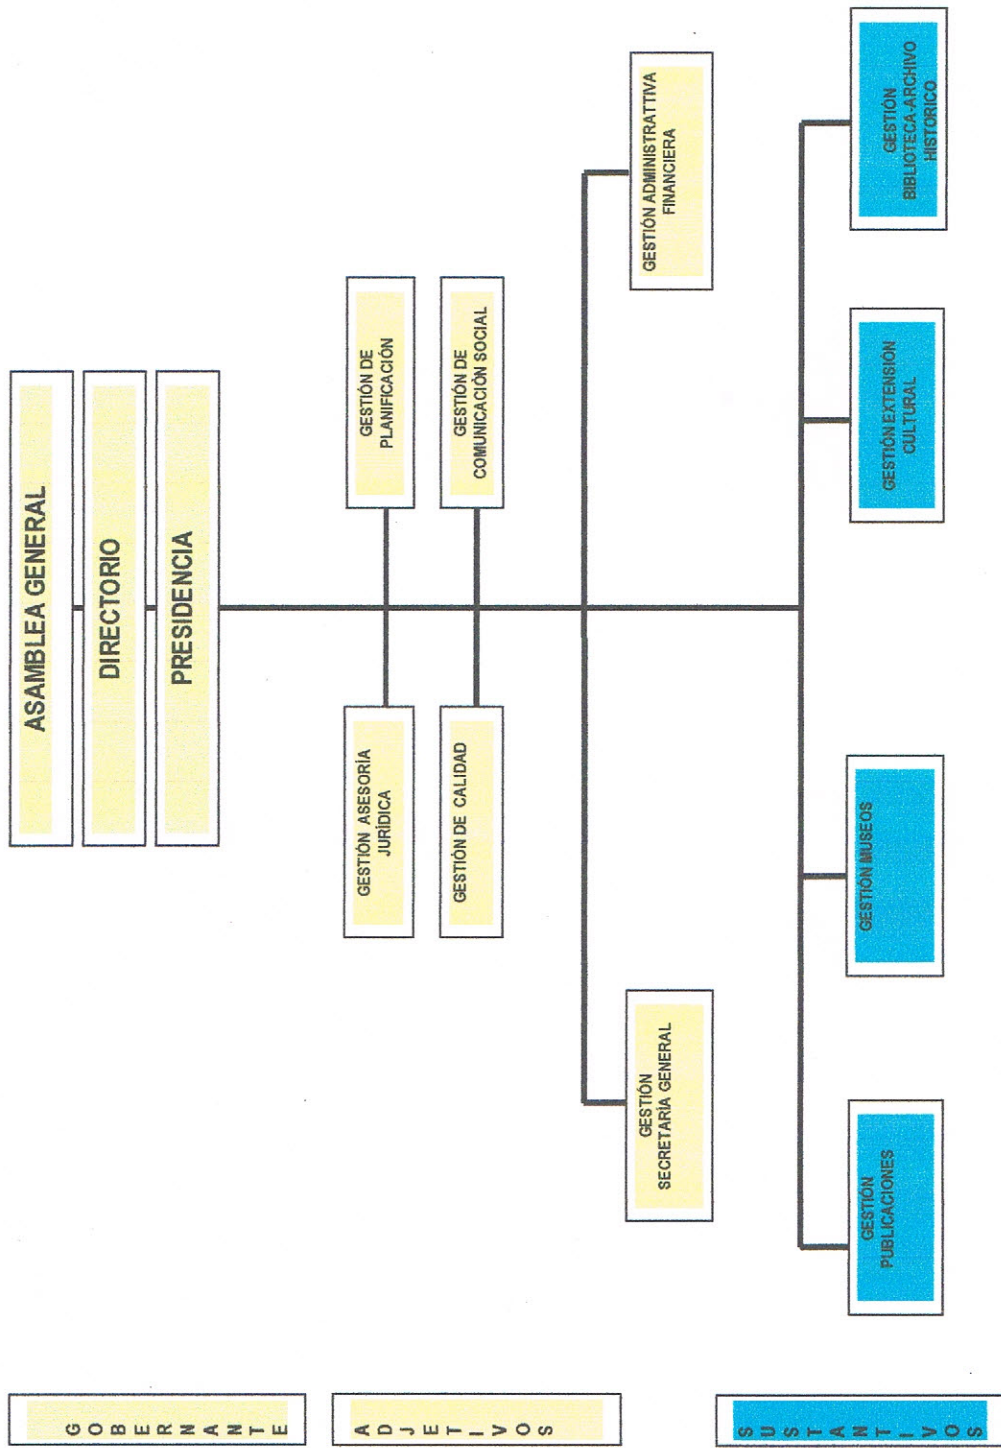 ASAMBLEA GENERAL
DIRECTORIO
PRESIDENCIA
GESTIÓN ASESORÍA
JURÍDICA
GESTIÓN DE
PLANIFICACIÓN
GESTIÓN DE CALIDAD
GESTIÓN DE
COMUNICACIÓN SOCIAL
GESTIÓN
SECRETARÍA GENERAL
GESTIÓN ADMINISTRATTIVA
FINANCIERA
GESTIÓN
PUBLICACIONES
GESTIÓN MUSEOS
GESTIÓN EXTENSIÓN
CULTURAL
GESTIÓN
BIBLIOTECA-ARCHIVO
HISTORICO
GOBERNANTE
ADJETIVOS
SUSTANTIVOS